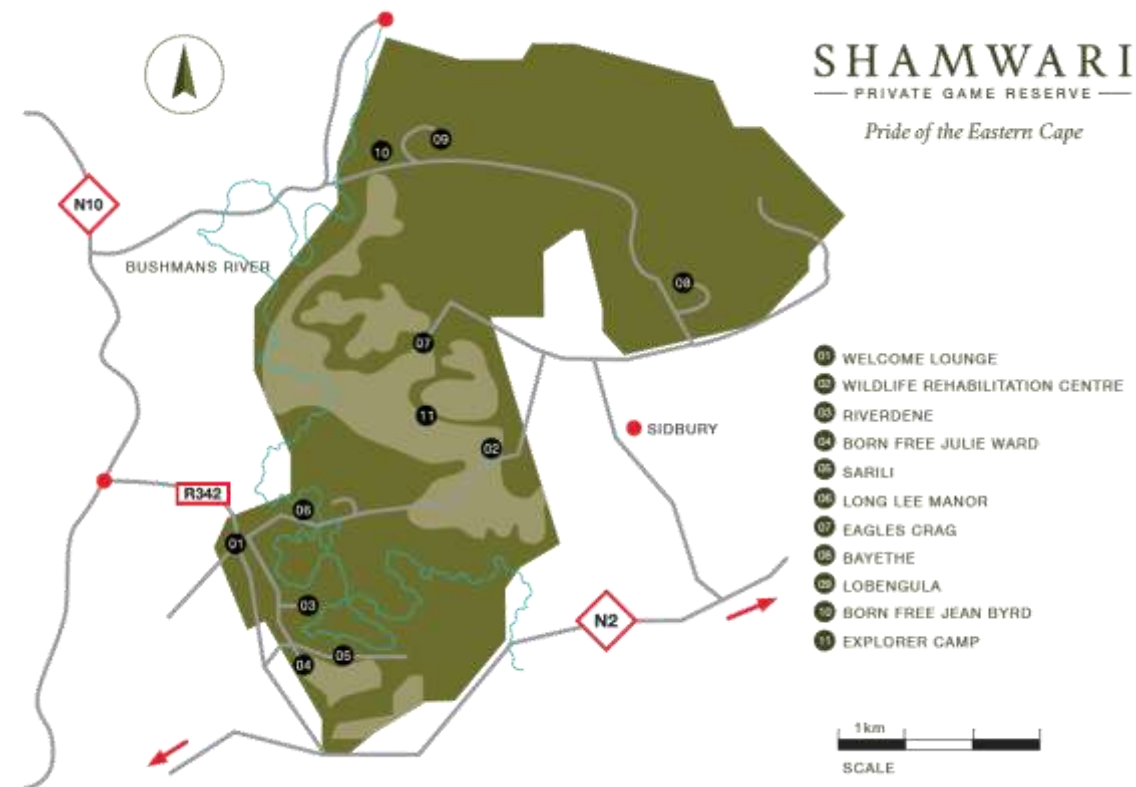 SHAMWARI
PRIVATE GAME RESERVE
Pride of the Eastern Cape
10
09
N10
BUSHMANS RIVER
08
07
11
02
SIDBURY
R342
06
01
03
N2
04
05
01 WELCOME LOUNGE
02 WILDLIFE REHABILITATION CENTRE
03 RIVERDENE
04 BORN FREE JULIE WARD
05 SARILI
06 LONG LEE MANOR
07 EAGLES CRAG
08 BAYETHE
09 LOBENGULA
10 BORN FREE JEAN BYRD
11 EXPLORER CAMP
1km
SCALE